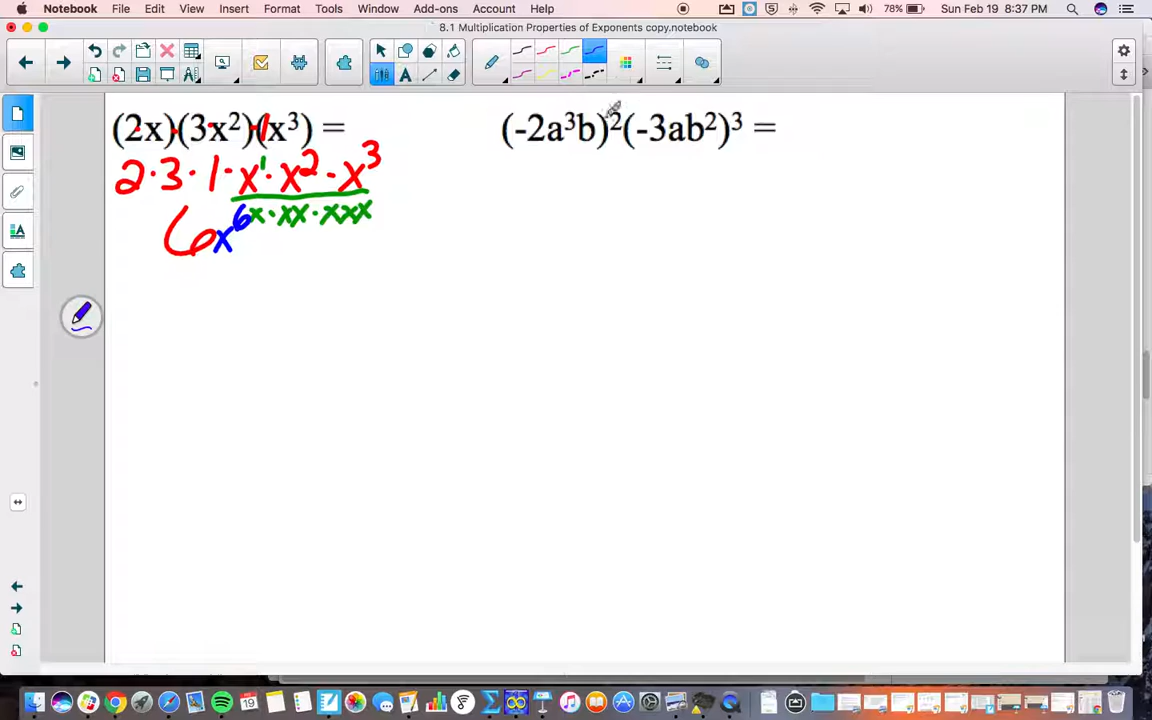 Notebook File Edit View Insert Format Tools Window Add-ons Account Help 78% Sun Feb 19 8:37 PM
8.1 Multiplication Properties of Exponents copy.notebook
(2x)(3x²)(x³) =
(-2a³b)²(-3ab²)³ =
2·3·1·x¹·x²·x³
x·xx·xxx
6x⁶